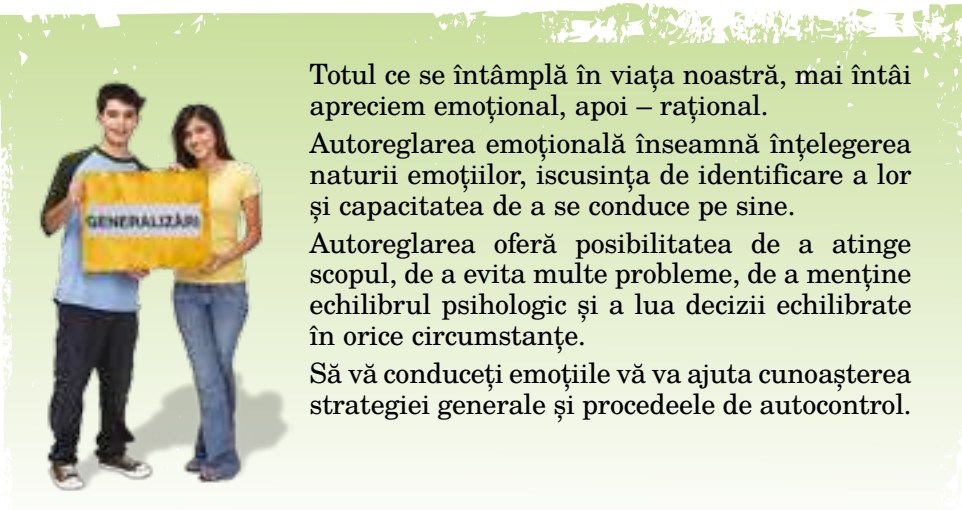 Totul ce se întâmplă în viața noastră, mai întâi
apreciem emoțional, apoi – rațional.
Autoreglarea emoțională înseamnă înțelegerea
naturii emoțiilor, iscusința de identificare a lor
și capacitatea de a se conduce pe sine.
Autoreglarea oferă posibilitatea de a atinge
scopul, de a evita multe probleme, de a menține
echilibrul psihologic și a lua decizii echilibrate
în orice circumstanțe.
Să vă conduceți emoțiile vă va ajuta cunoașterea
strategiei generale și procedeele de autocontrol.
GENERALIZĂRI